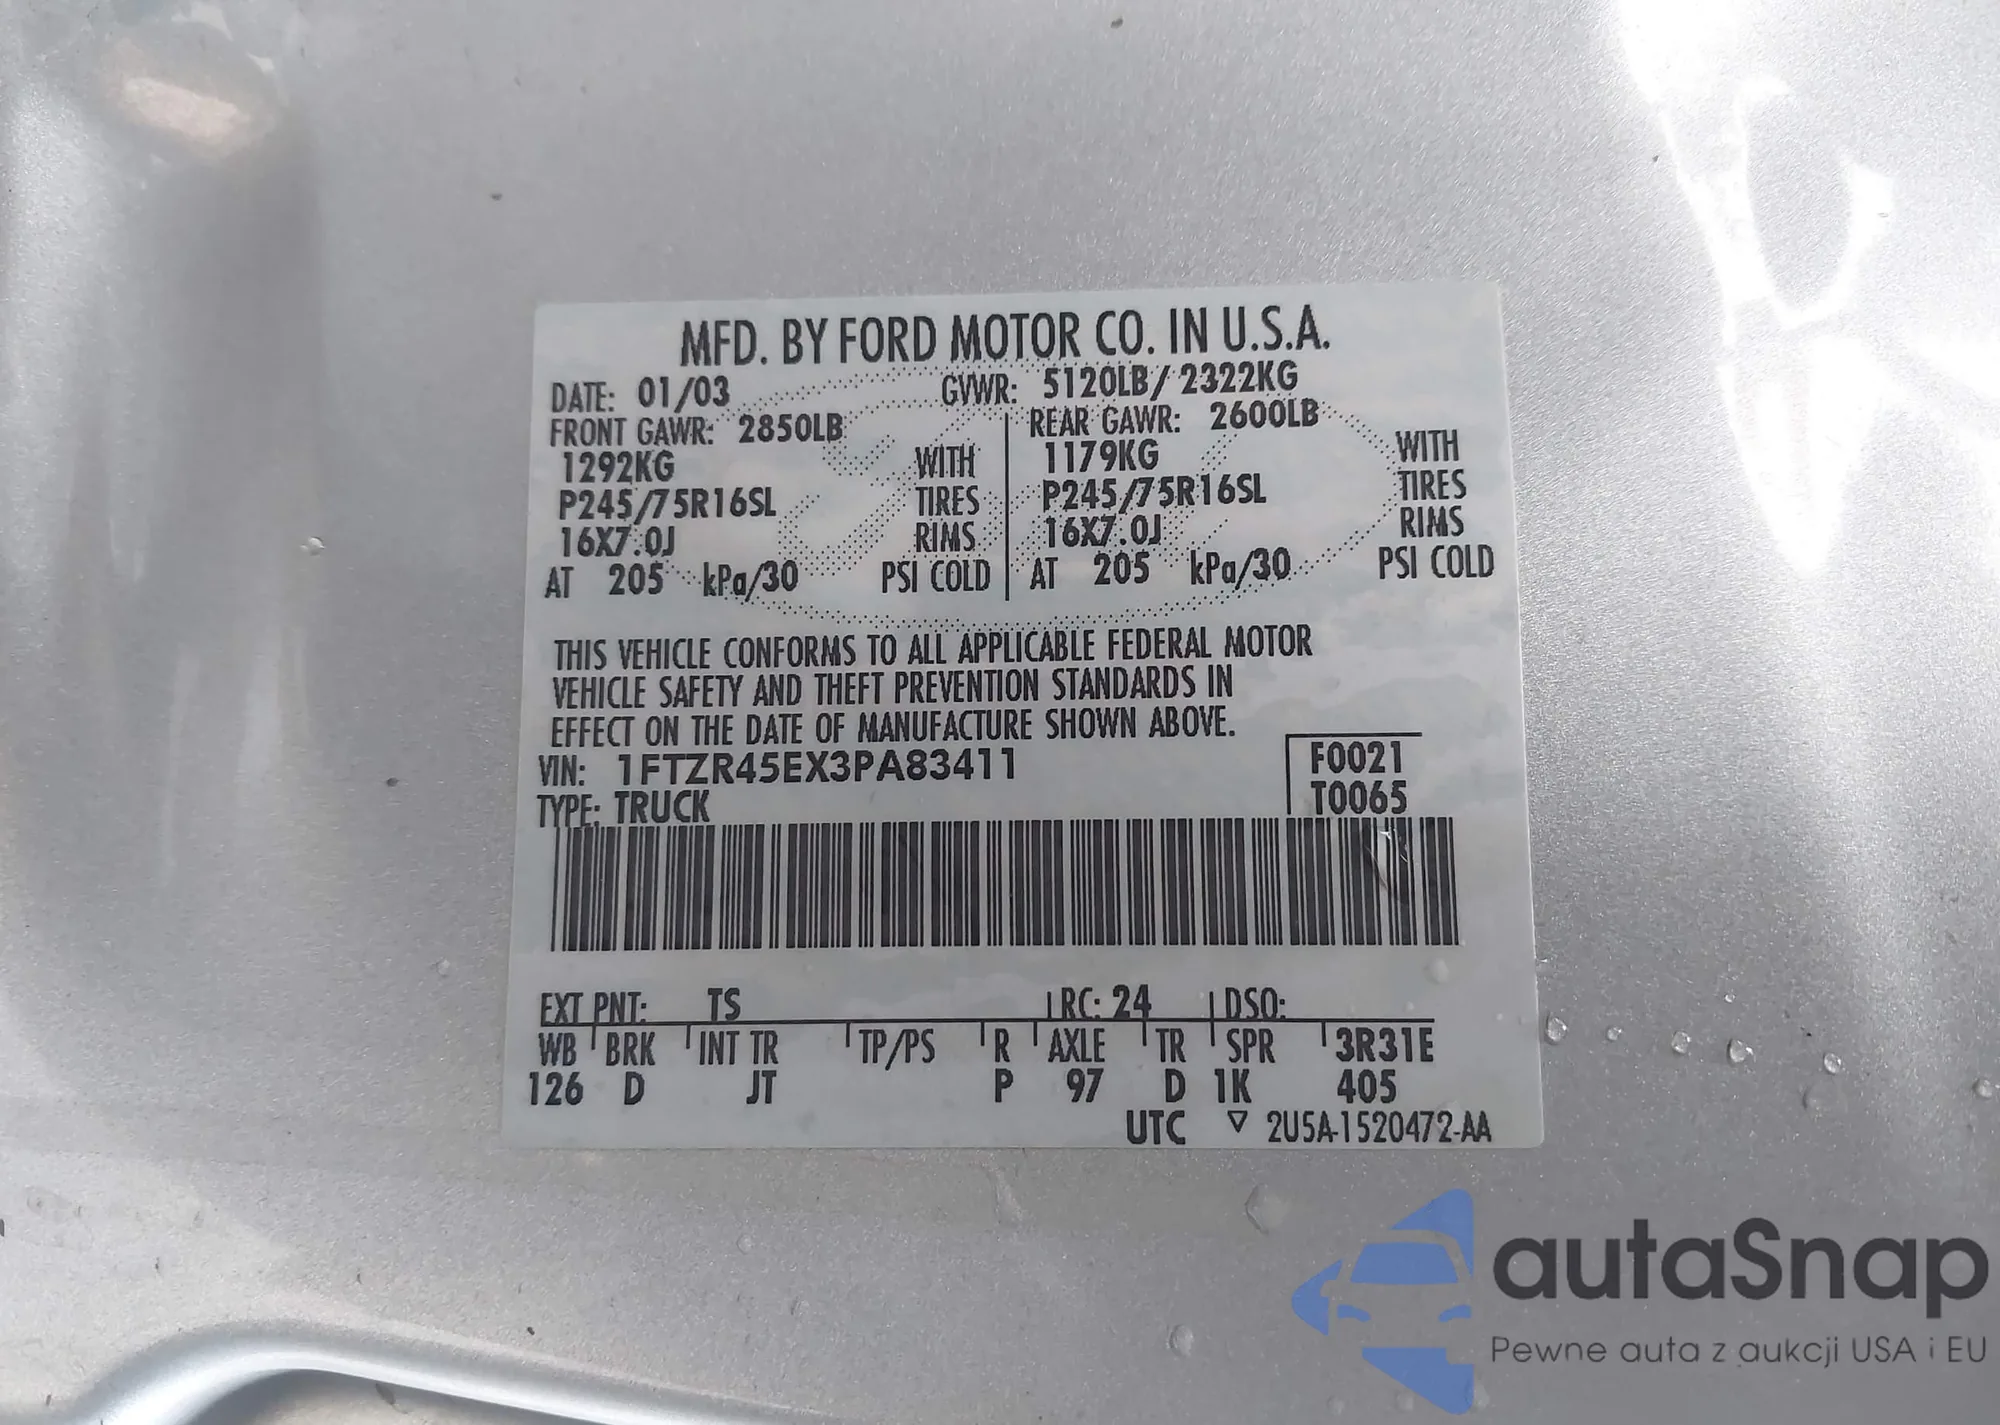 MFD. BY FORD MOTOR CO. IN U.S.A.
DATE: 01/03 GVWR: 5120LB/ 2322KG
FRONT GAWR: 2850LB REAR GAWR: 2600LB
1292KG WITH 1179KG WITH
P245/75R16SL TIRES P245/75R16SL TIRES
16X7.0J RIMS 16X7.0J RIMS
AT 205 kPa/30 PSI COLD AT 205 kPa/30 PSI COLD
THIS VEHICLE CONFORMS TO ALL APPLICABLE FEDERAL MOTOR
VEHICLE SAFETY AND THEFT PREVENTION STANDARDS IN
EFFECT ON THE DATE OF MANUFACTURE SHOWN ABOVE.
VIN: 1FTZR45EX3PA83411 F0021
TYPE: TRUCK T0065
EXT PNT: TS RC: 24 DSO:
WB BRK INT TR TP/PS R AXLE TR SPR 3R31E
126 D JT P 97 D 1K 405
UTC ▽ 2U5A-1520472-AA
autaSnap
Pewne auta z aukcji USA i EU